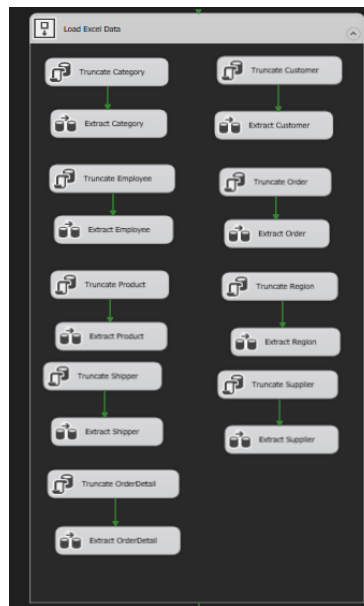 Load Excel Data
Truncate Category
Truncate Customer
Extract Category
Extract Customer
Truncate Employee
Truncate Order
Extract Employee
Extract Order
Truncate Product
Truncate Region
Extract Product
Extract Region
Truncate Shipper
Truncate Supplier
Extract Shipper
Extract Supplier
Truncate OrderDetail
Extract OrderDetail